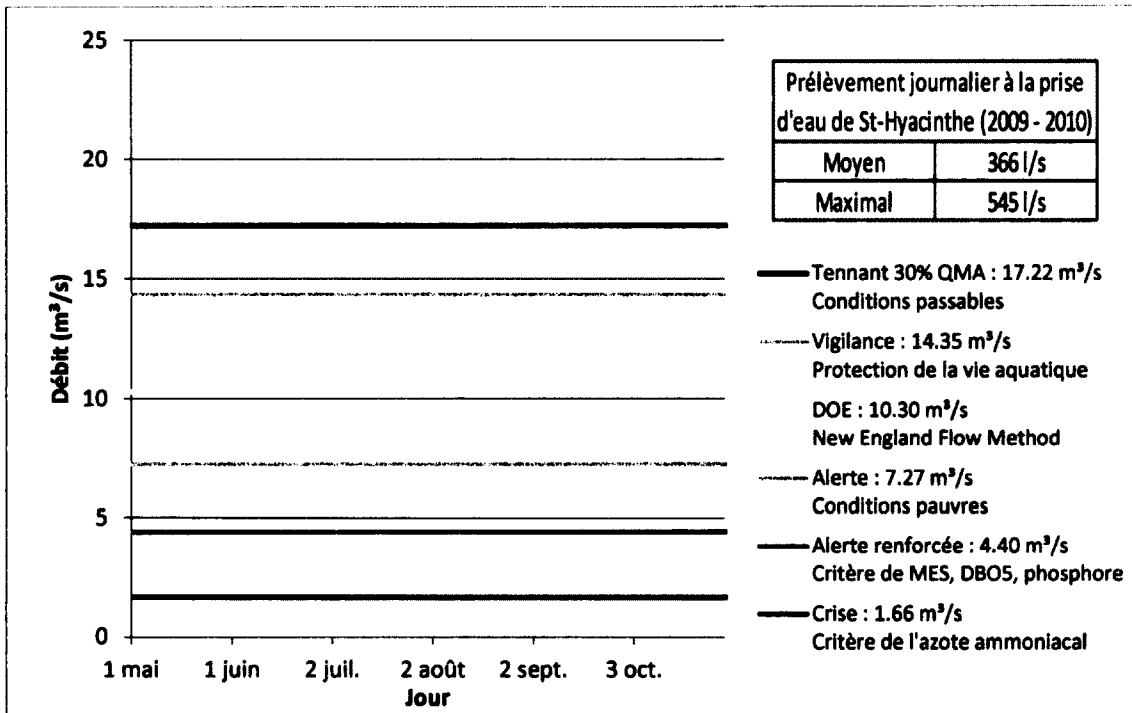 25
20
15
10
5
0
Débit (m³/s)
1 mai
1 juin
2 juil.
2 août
2 sept.
3 oct.
Jour
Prélèvement journalier à la prise
d'eau de St-Hyacinthe (2009 - 2010)
Moyen 366 l/s
Maximal 545 l/s
Tennant 30% QMA : 17.22 m³/s
Conditions passables
Vigilance : 14.35 m³/s
Protection de la vie aquatique
DOE : 10.30 m³/s
New England Flow Method
Alerte : 7.27 m³/s
Conditions pauvres
Alerte renforcée : 4.40 m³/s
Critère de MES, DBO5, phosphore
Crise : 1.66 m³/s
Critère de l'azote ammoniacal